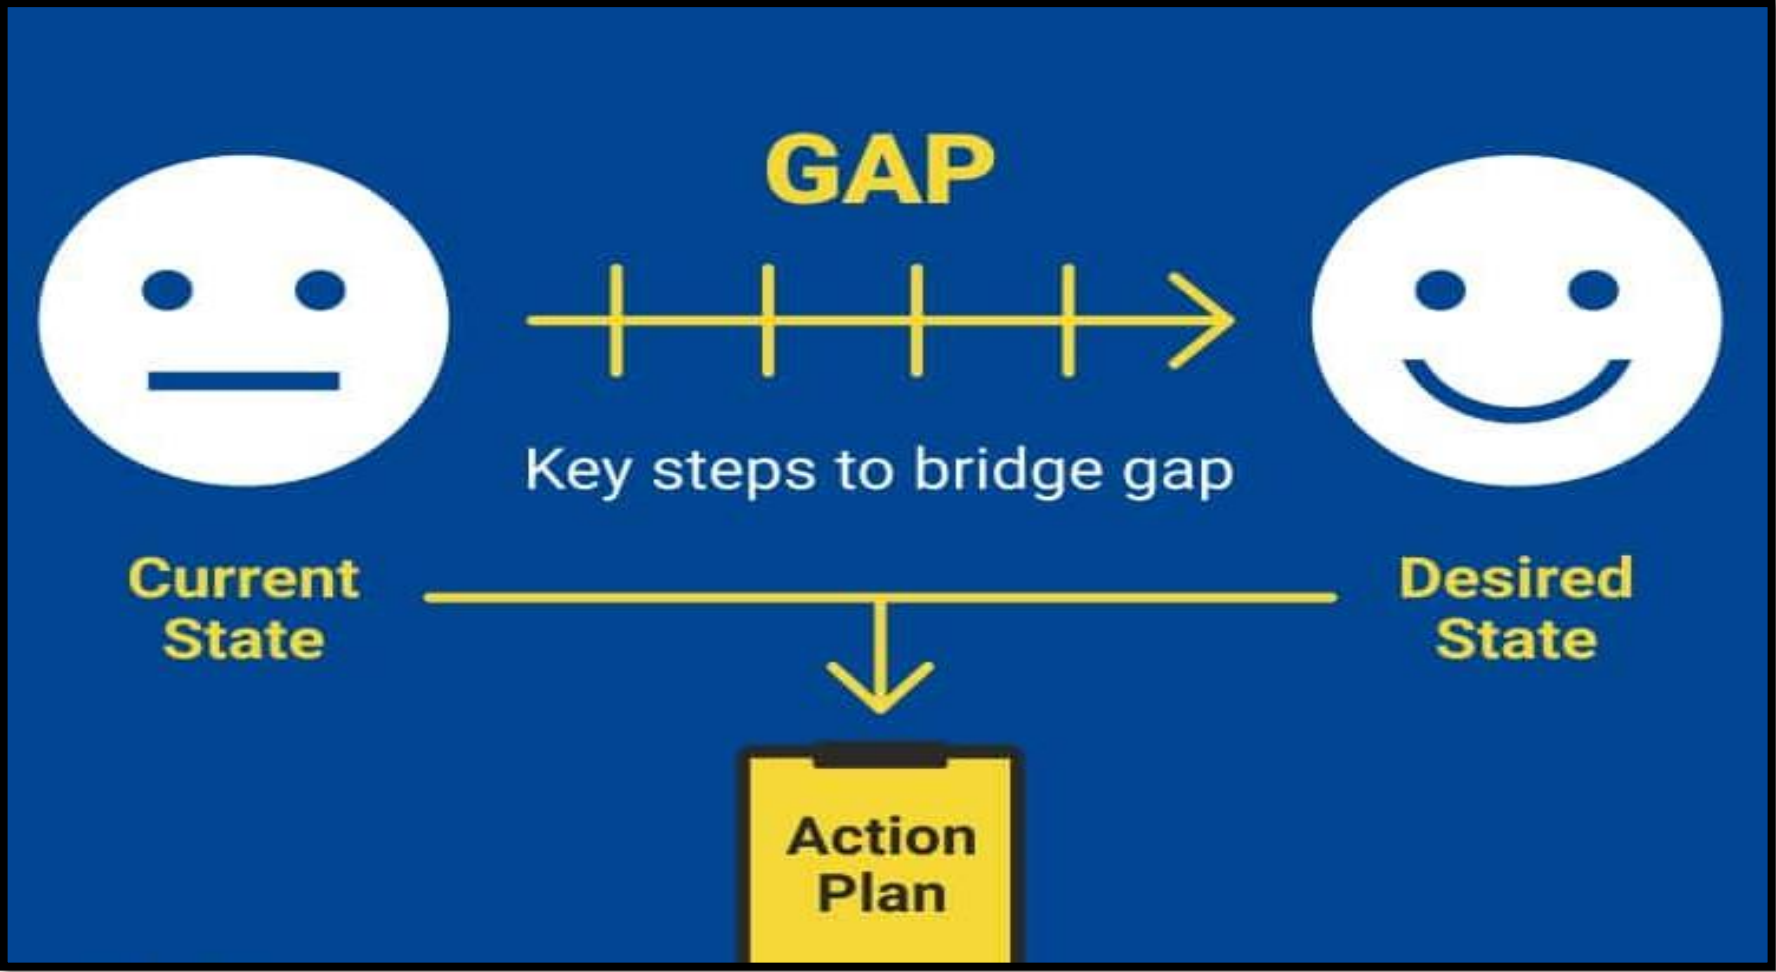 GAP
Key steps to bridge gap
Current
State
Desired
State
Action
Plan